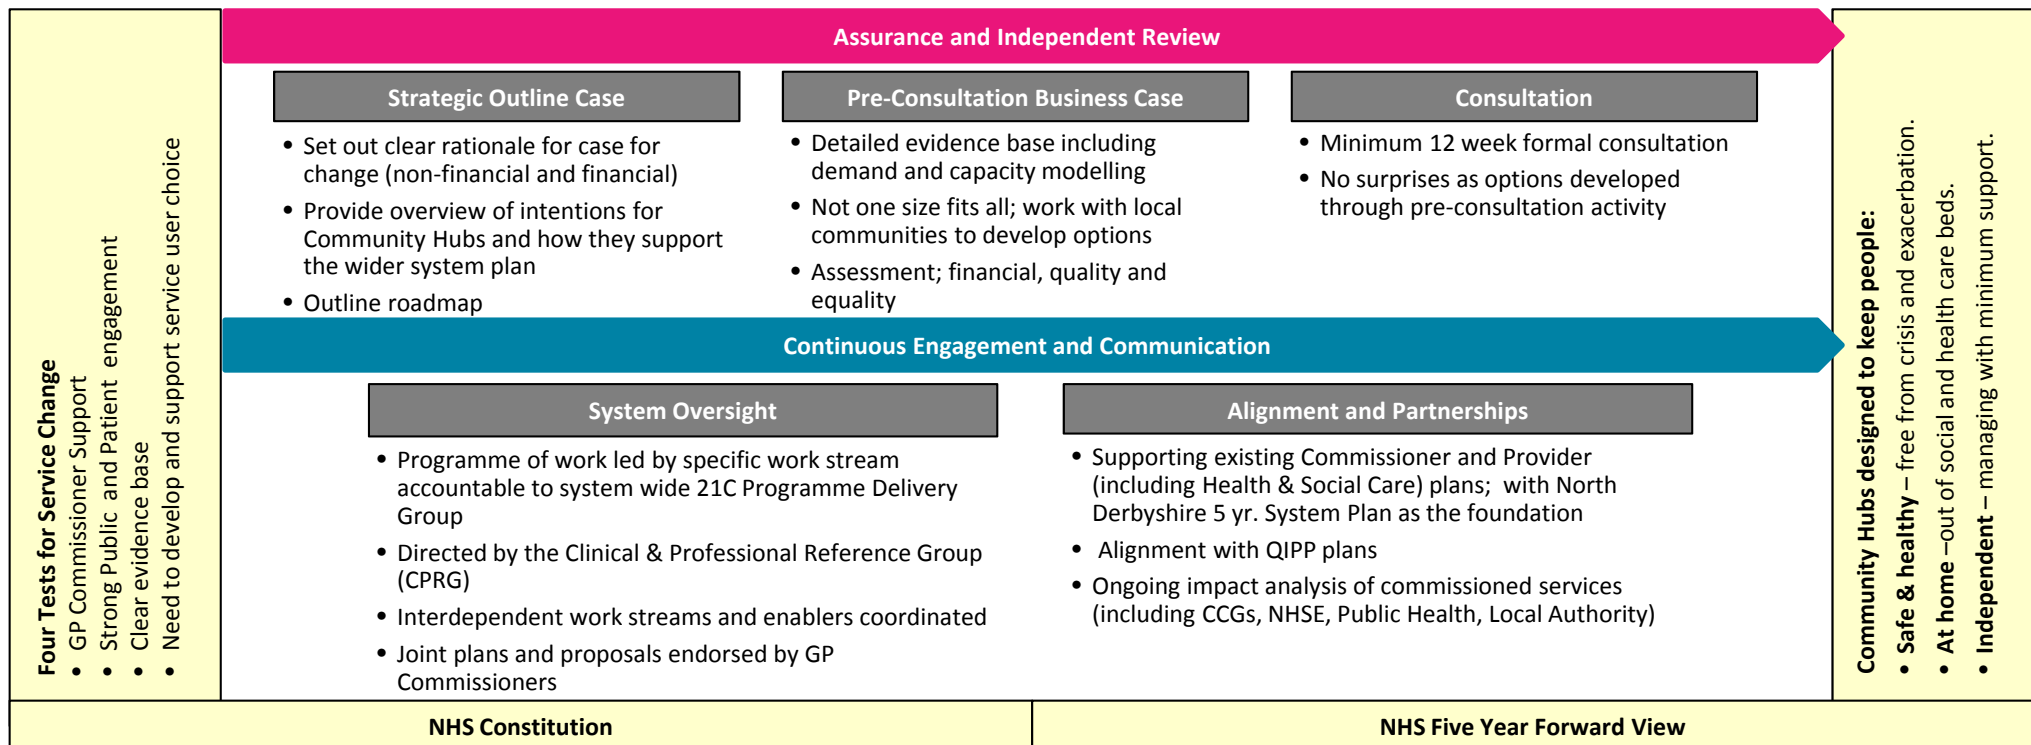 Four Tests for Service Change
• GP Commissioner Support
• Strong Public and Patient engagement
• Clear evidence base
• Need to develop and support service user choice
Assurance and Independent Review
Strategic Outline Case
• Set out clear rationale for case for
change (non-financial and financial)
• Provide overview of intentions for
Community Hubs and how they support
the wider system plan
• Outline roadmap
Pre-Consultation Business Case
• Detailed evidence base including
demand and capacity modelling
• Not one size fits all; work with local
communities to develop options
• Assessment; financial, quality and
equality
Consultation
• Minimum 12 week formal consultation
• No surprises as options developed
through pre-consultation activity
Continuous Engagement and Communication
System Oversight
• Programme of work led by specific work stream
accountable to system wide 21C Programme Delivery
Group
• Directed by the Clinical & Professional Reference Group
(CPRG)
• Interdependent work streams and enablers coordinated
• Joint plans and proposals endorsed by GP
Commissioners
Alignment and Partnerships
• Supporting existing Commissioner and Provider
(including Health & Social Care) plans; with North
Derbyshire 5 yr. System Plan as the foundation
• Alignment with QIPP plans
• Ongoing impact analysis of commissioned services
(including CCGs, NHSE, Public Health, Local Authority)
Community Hubs designed to keep people:
• Safe & healthy – free from crisis and exacerbation.
• At home –out of social and health care beds.
• Independent – managing with minimum support.
NHS Constitution
NHS Five Year Forward View